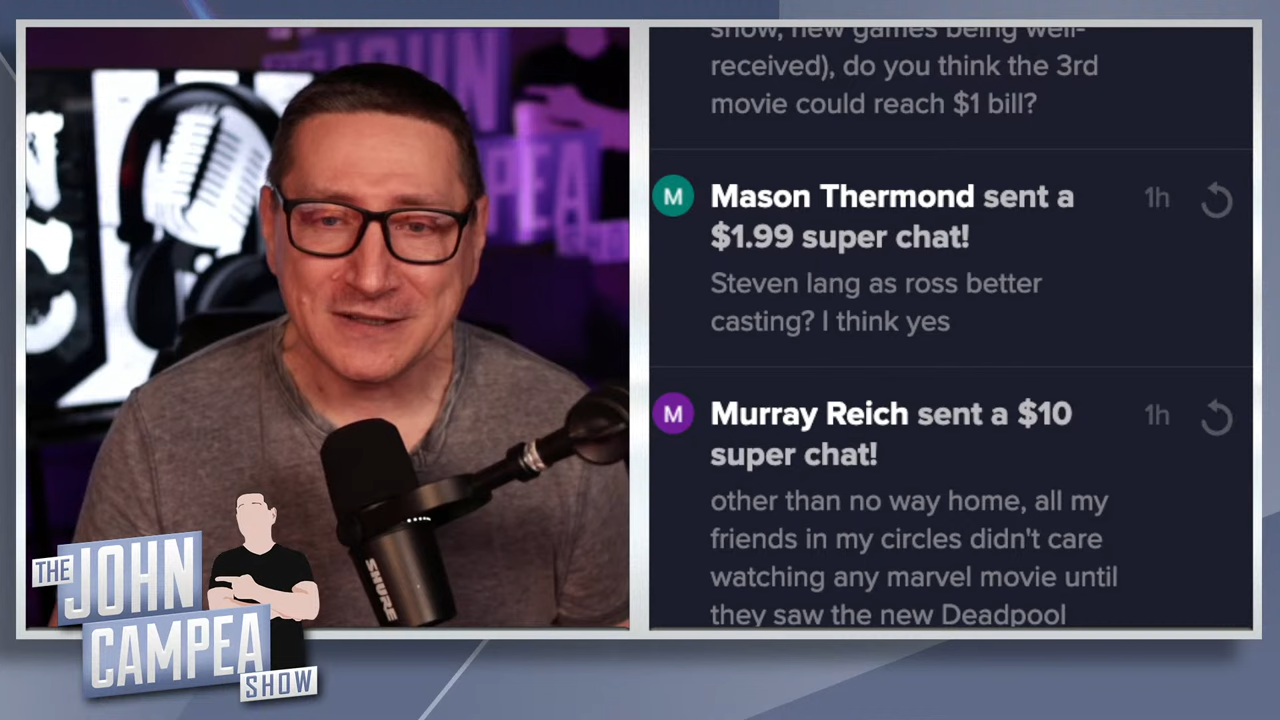 show, new games being well-
received), do you think the 3rd
movie could reach $1 bill?
M
Mason Thermond sent a
1h
$1.99 super chat!
Steven lang as ross better
casting? I think yes
M
Murray Reich sent a $10
1h
super chat!
other than no way home, all my
friends in my circles didn't care
watching any marvel movie until
they saw the new Deadpool
SHURE
THE
JOHN
CAMPEA
SHOW